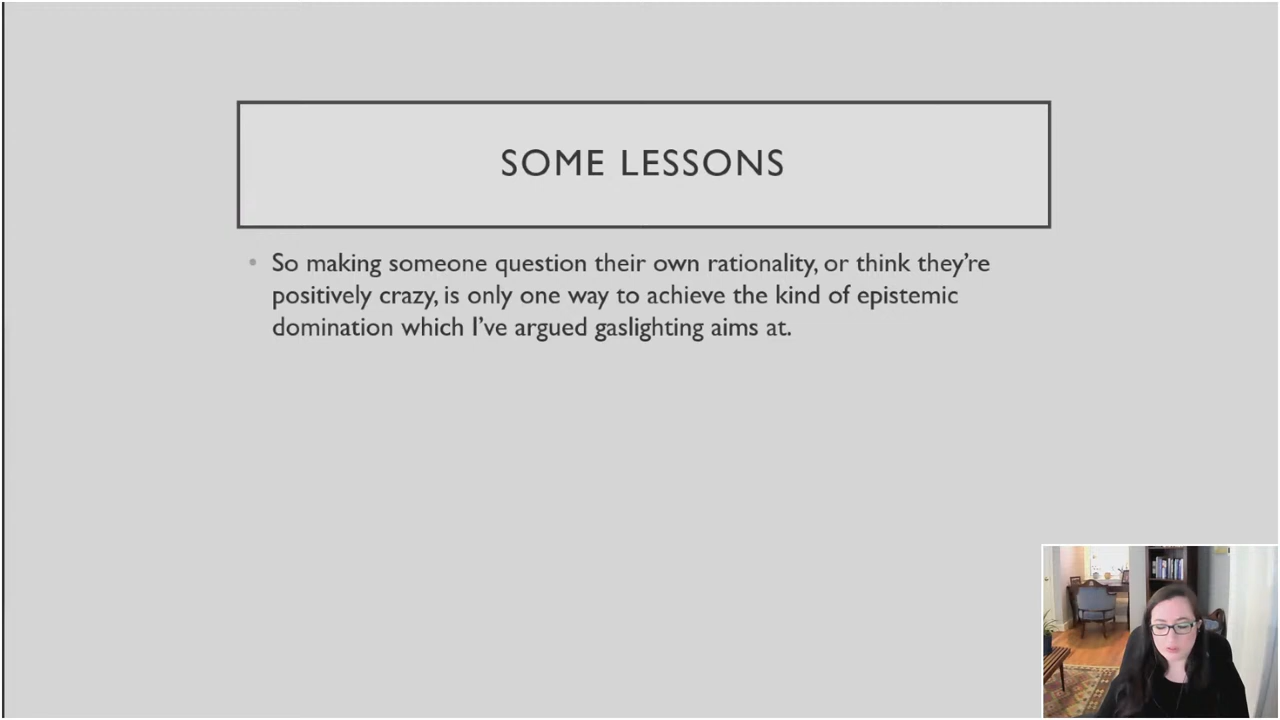 SOME LESSONS
• So making someone question their own rationality, or think they're
positively crazy, is only one way to achieve the kind of epistemic
domination which I've argued gaslighting aims at.